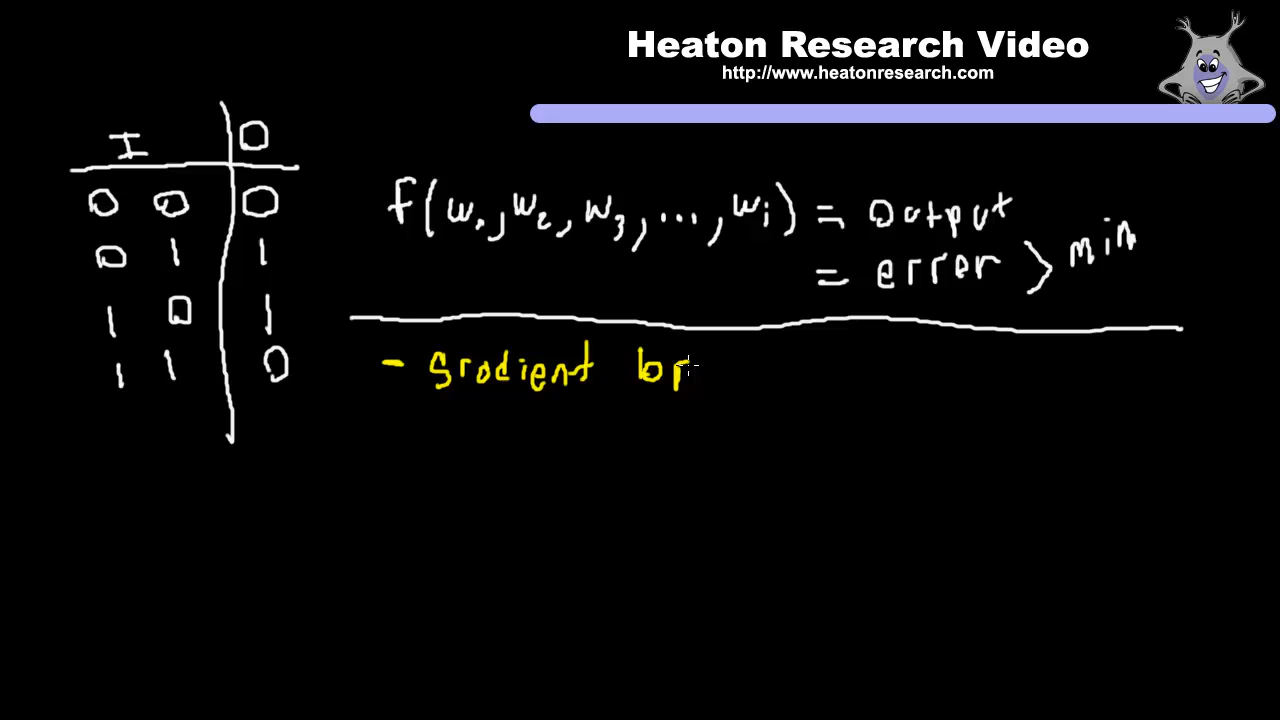 Heaton Research Video
http://www.heatonresearch.com
I O
0 0 0
0 1 1
1 0 1
1 1 0
f(w1, w2, w3, ..., wi) = output
= error > min
- gradient